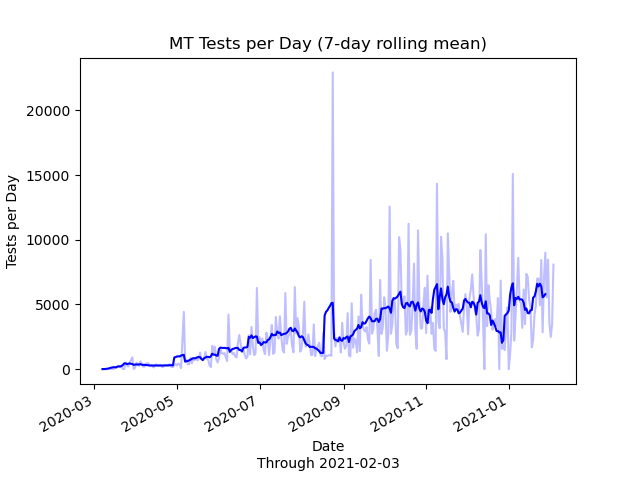 MT Tests per Day (7-day rolling mean)
Tests per Day
20000
15000
10000
5000
0
2020-03
2020-05
2020-07
2020-09
2020-11
2021-01
Date
Through 2021-02-03